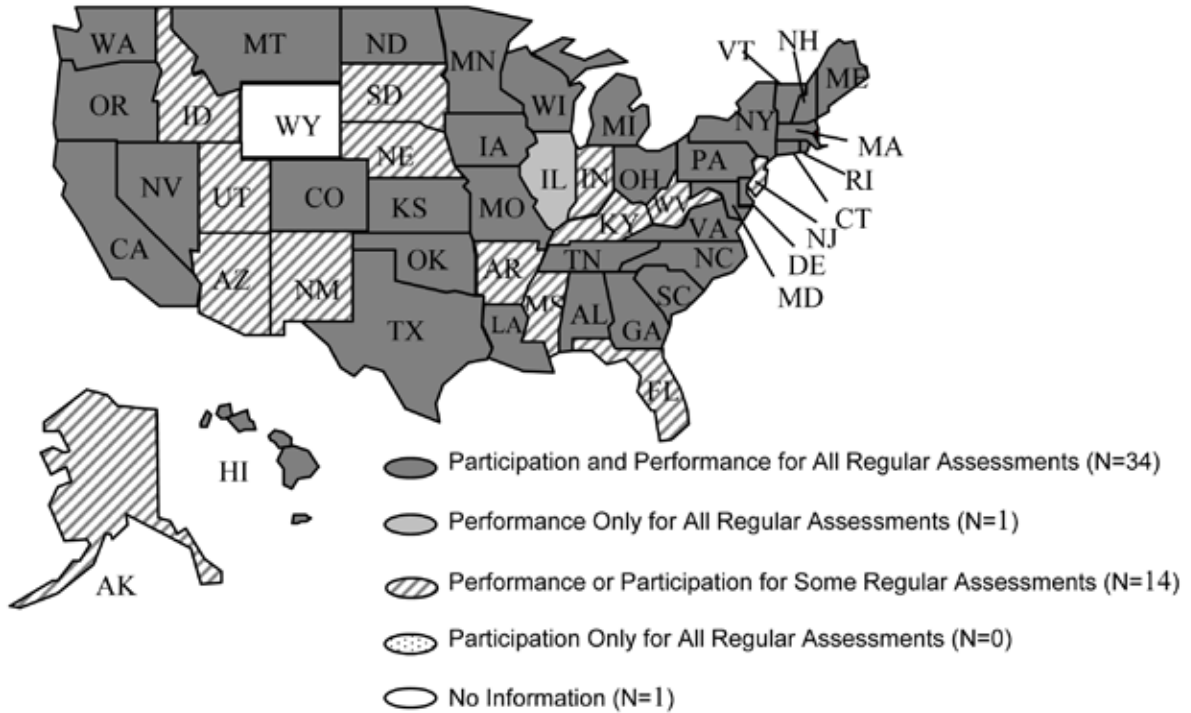 VT
NH
WA
MT
ND
MN
ME
OR
ID
SD
WI
MI
NY
WY
MA
IA
NE
PA
RI
NV
UT
CO
IL
IN
OH
CT
KS
MO
KY
WV
VA
NJ
CA
DE
AZ
NM
OK
AR
TN
NC
MD
MS
SC
TX
LA
AL
GA
FL
HI
AK
Participation and Performance for All Regular Assessments (N=34)
Performance Only for All Regular Assessments (N=1)
Performance or Participation for Some Regular Assessments (N=14)
Participation Only for All Regular Assessments (N=0)
No Information (N=1)